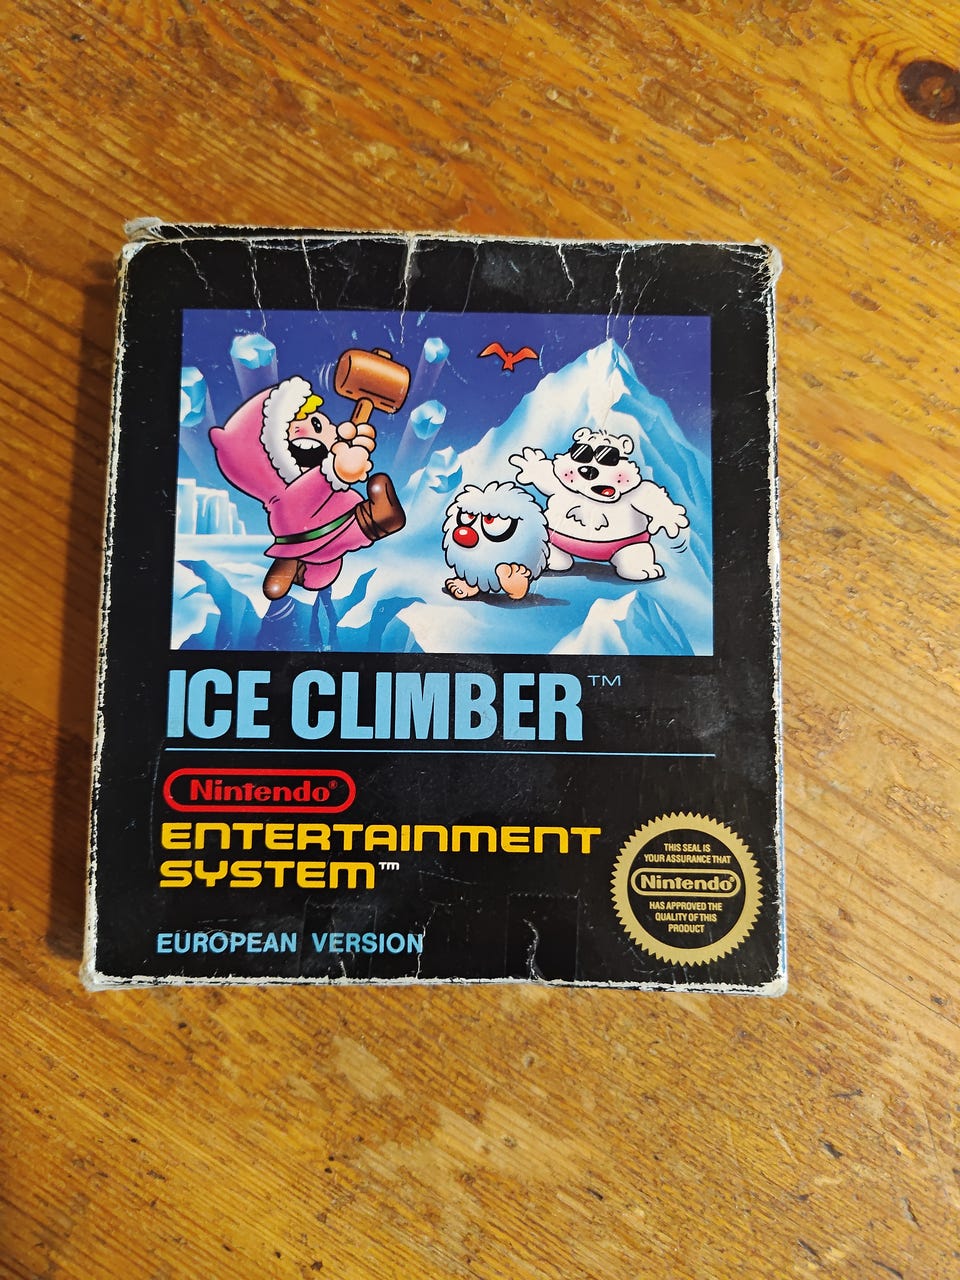 ICE CLIMBER™
Nintendo®
ENTERTAINMENT
SYSTEM™
EUROPEAN VERSION
THIS SEAL IS
YOUR ASSURANCE THAT
Nintendo®
HAS APPROVED THE
QUALITY OF THIS
PRODUCT